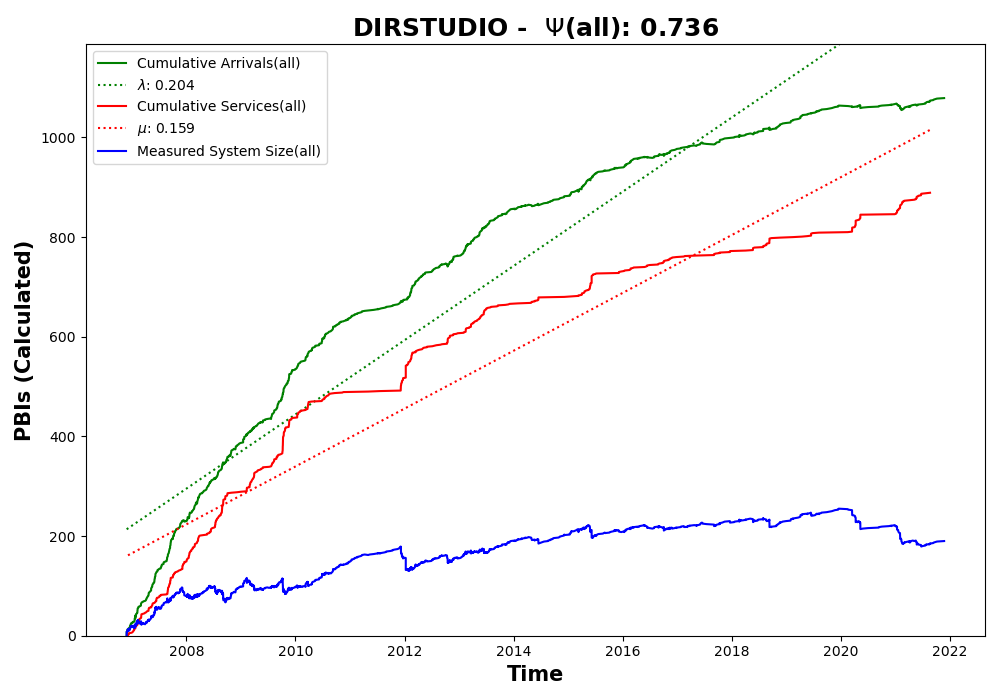 DIRSTUDIO - Ψ(all): 0.736
Cumulative Arrivals(all)
λ: 0.204
Cumulative Services(all)
μ: 0.159
Measured System Size(all)
PBIs (Calculated)
1000
800
600
400
200
0
2008 2010 2012 2014 2016 2018 2020 2022
Time